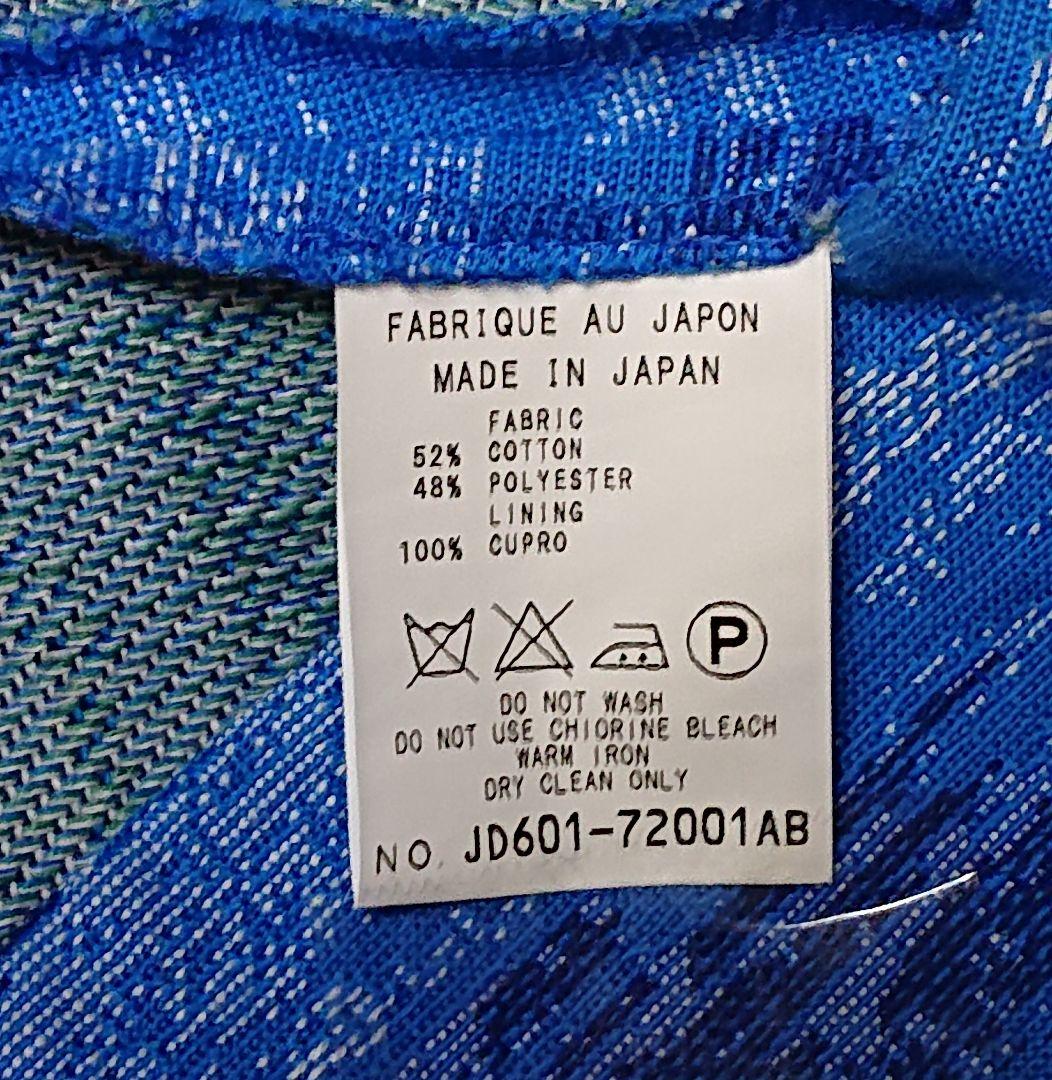 FABRIQUE AU JAPON
MADE IN JAPAN
FABRIC
52% COTTON
48% POLYESTER
LINING
100% CUPRO
P
DO NOT WASH
DO NOT USE CHIORINE BLEACH
WARM IRON
DRY CLEAN ONLY
NO. JD601-72001AB